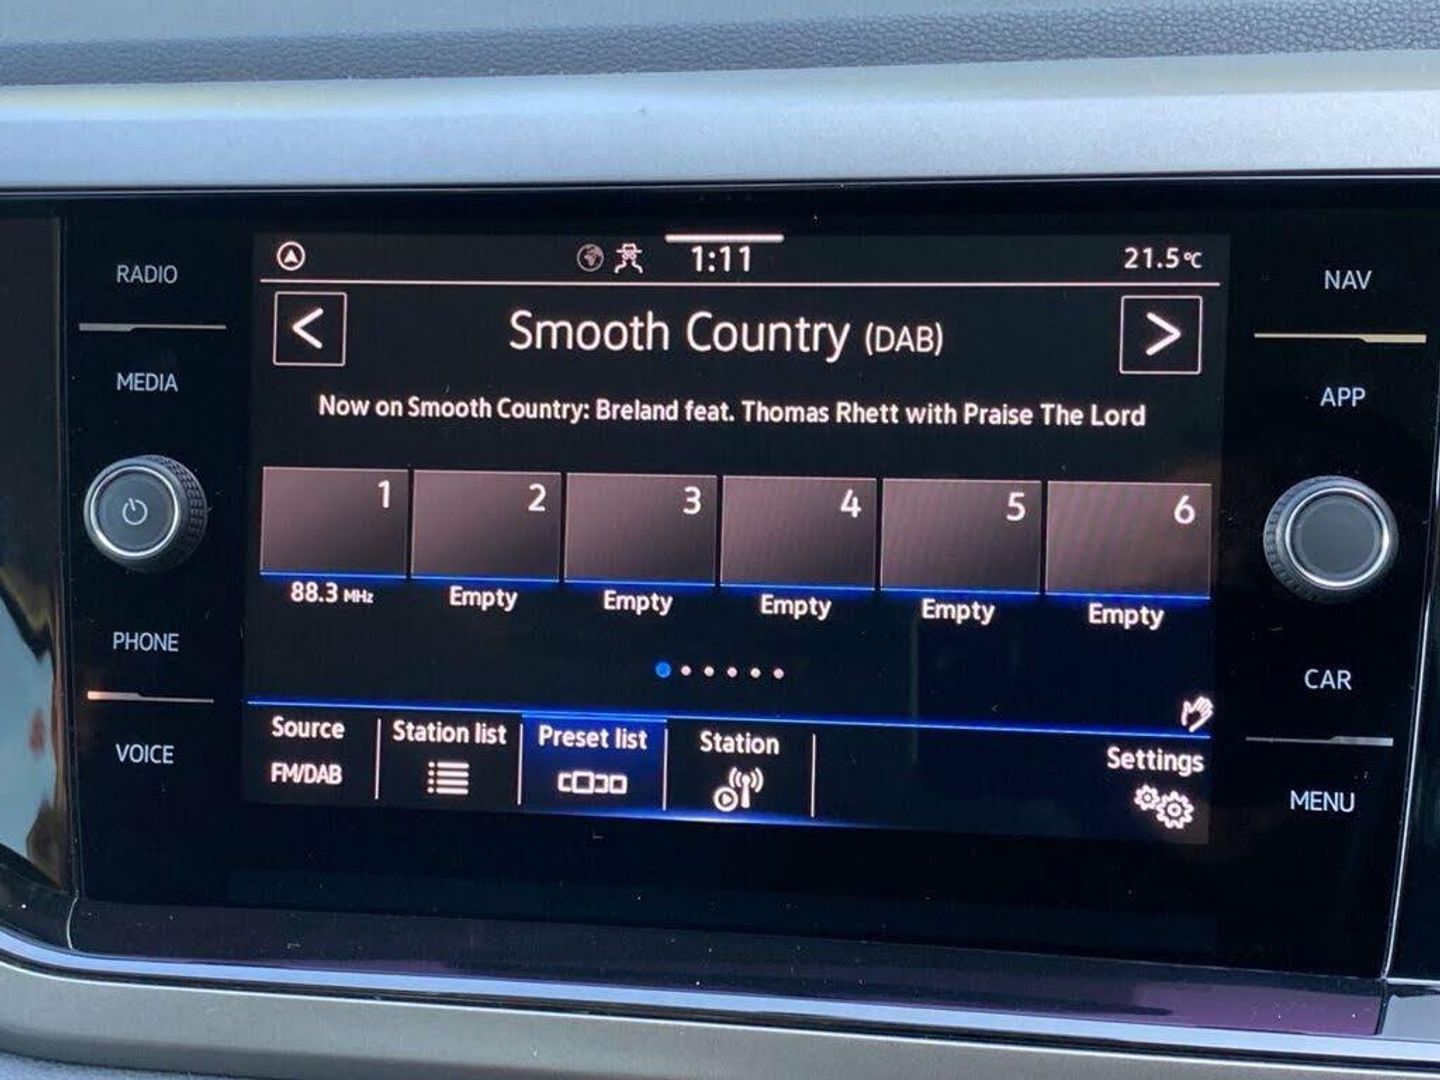 RADIO
MEDIA
PHONE
VOICE
1:11
21.5°C
<
Smooth Country (DAB)
>
Now on Smooth Country: Breland feat. Thomas Rhett with Praise The Lord
1
2
3
4
5
6
88.3 MHz
Empty
Empty
Empty
Empty
Empty
Source
FM/DAB
Station list
Preset list
Station
Settings
NAV
APP
CAR
MENU